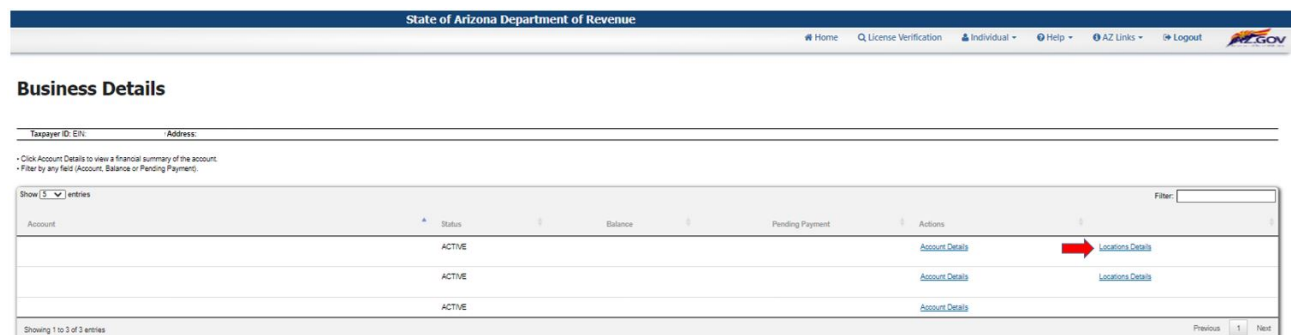 State of Arizona Department of Revenue
Home License Verification Individual Help AZ Links Logout AZ.GOV
Business Details
Taxpayer ID: EIN: Address:
• Click Account Details to view a financial summary of the account.
• Filter by any field (Account, Balance or Pending Payment).
Show 5 entries Filter:
Account Status Balance Pending Payment Actions
ACTIVE Account Details Locations Details
ACTIVE Account Details Locations Details
ACTIVE Account Details
Showing 1 to 3 of 3 entries Previous 1 Next